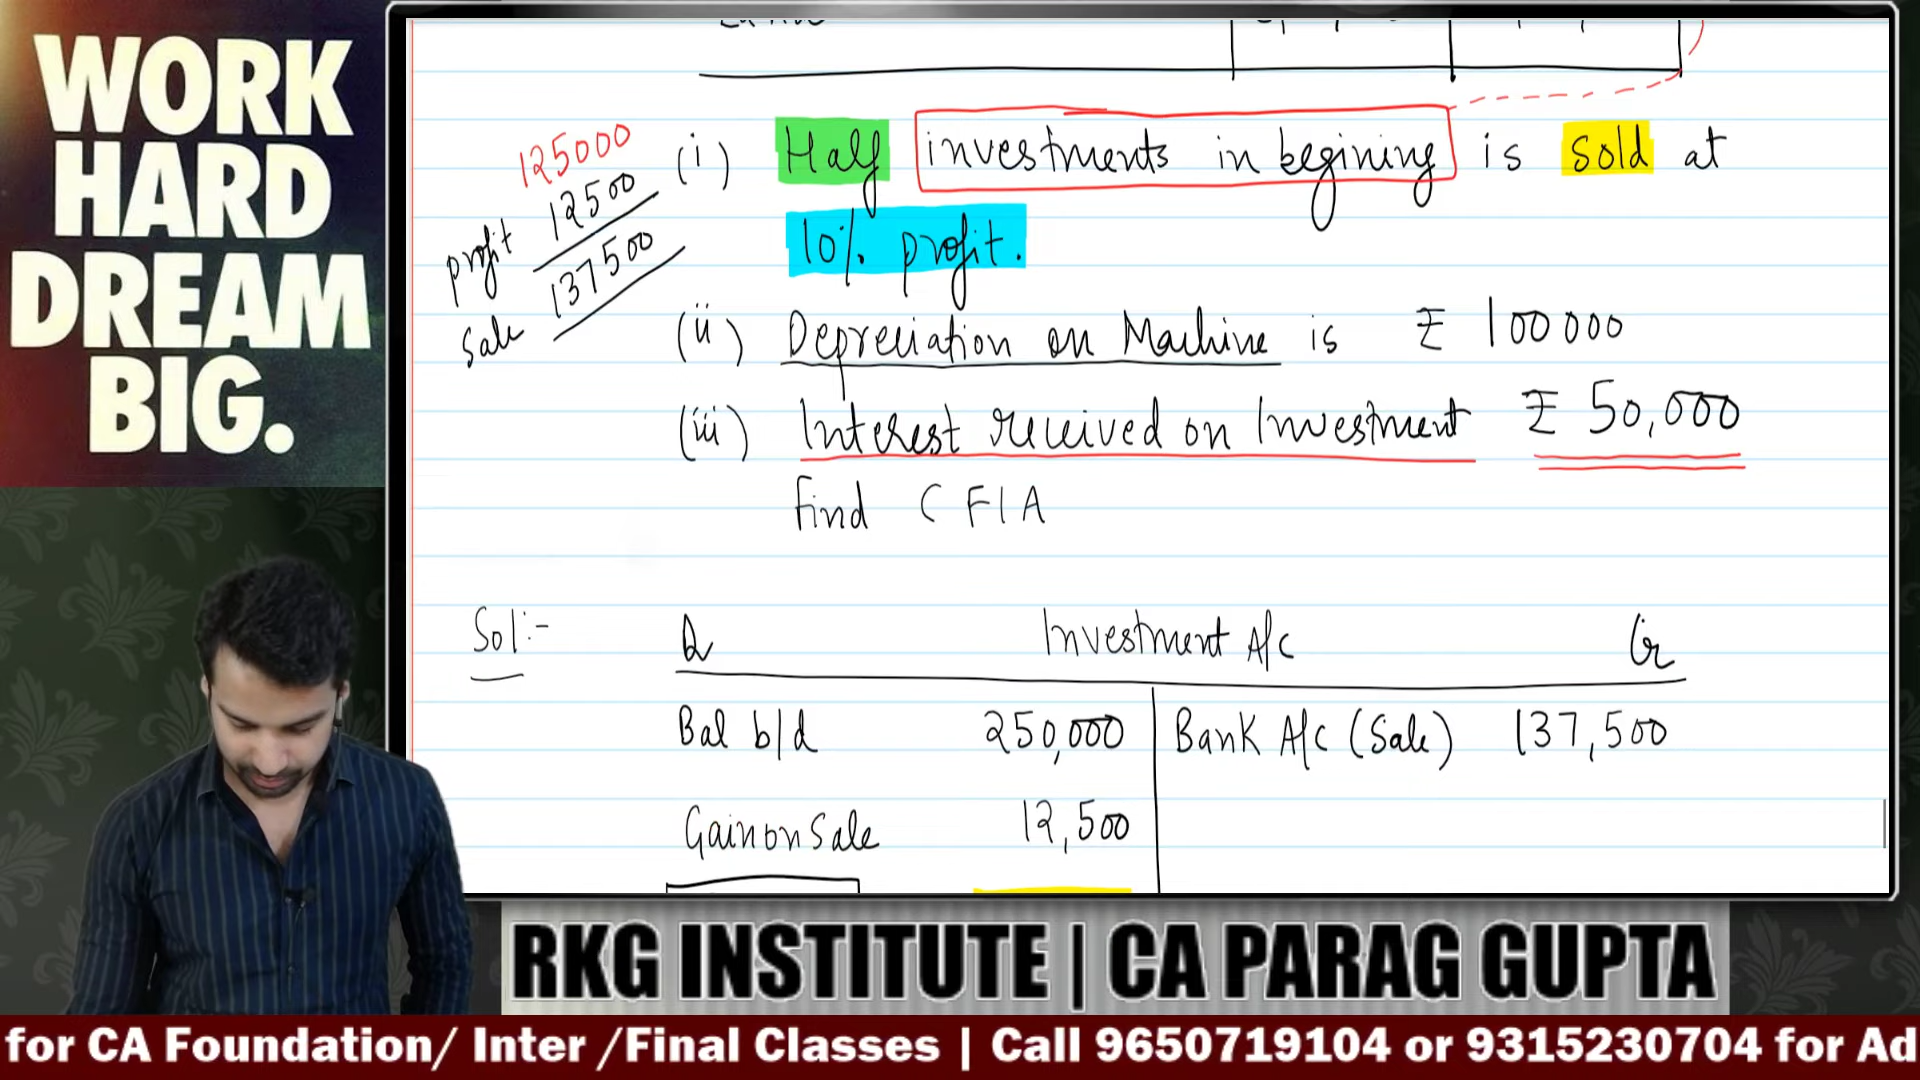 WORK
HARD
DREAM
BIG.
125000
profit 12500
Sale 137500
(i) Half investments in begining is sold at
10% profit.
(ii) Depreciation on Machine is ₹ 100000
(iii) Interest received on Investment ₹ 50,000
find CFIA
Sol:-
Dr Investment A/c Cr
Bal b/d 250,000 Bank A/c (Sale) 137,500
Gain on Sale 12,500
RKG INSTITUTE | CA PARAG GUPTA
for CA Foundation/ Inter /Final Classes | Call 9650719104 or 9315230704 for Ad